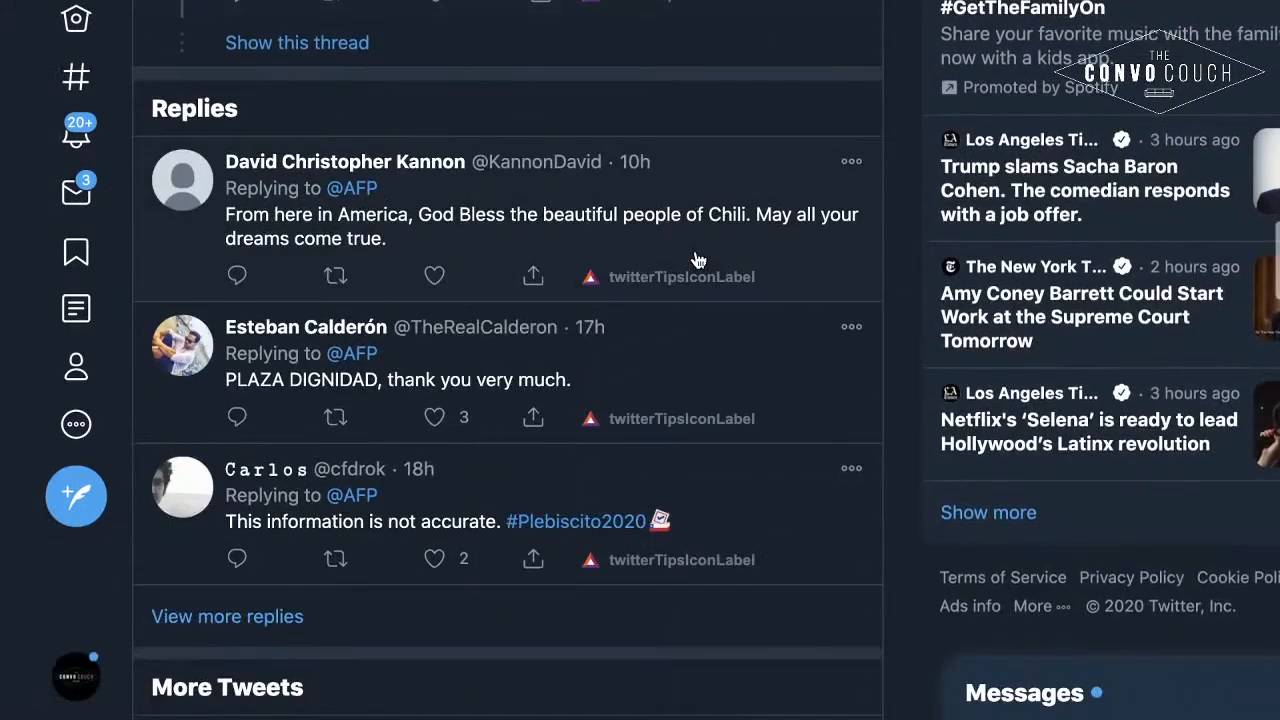 Show this thread
Replies
David Christopher Kannon @KannonDavid · 10h
Replying to @AFP
From here in America, God Bless the beautiful people of Chili. May all your
dreams come true.
twitterTipsIconLabel
Esteban Calderón @TheRealCalderon · 17h
Replying to @AFP
PLAZA DIGNIDAD, thank you very much.
3
twitterTipsIconLabel
Carlos @cfdrok · 18h
Replying to @AFP
This information is not accurate. #Plebiscito2020
2
twitterTipsIconLabel
View more replies
More Tweets
20+
3
CONVO COUCH
#GetTheFamilyOn
Share your favorite music with the family
now with a kids app.
Promoted by Spotify
THE
CONVO COUCH
Los Angeles Ti... · 3 hours ago
Trump slams Sacha Baron
Cohen. The comedian responds
with a job offer.
The New York T... · 2 hours ago
Amy Coney Barrett Could Start
Work at the Supreme Court
Tomorrow
Los Angeles Ti... · 3 hours ago
Netflix's ‘Selena’ is ready to lead
Hollywood’s Latinx revolution
Show more
Terms of Service Privacy Policy Cookie Poli
Ads info More © 2020 Twitter, Inc.
Messages